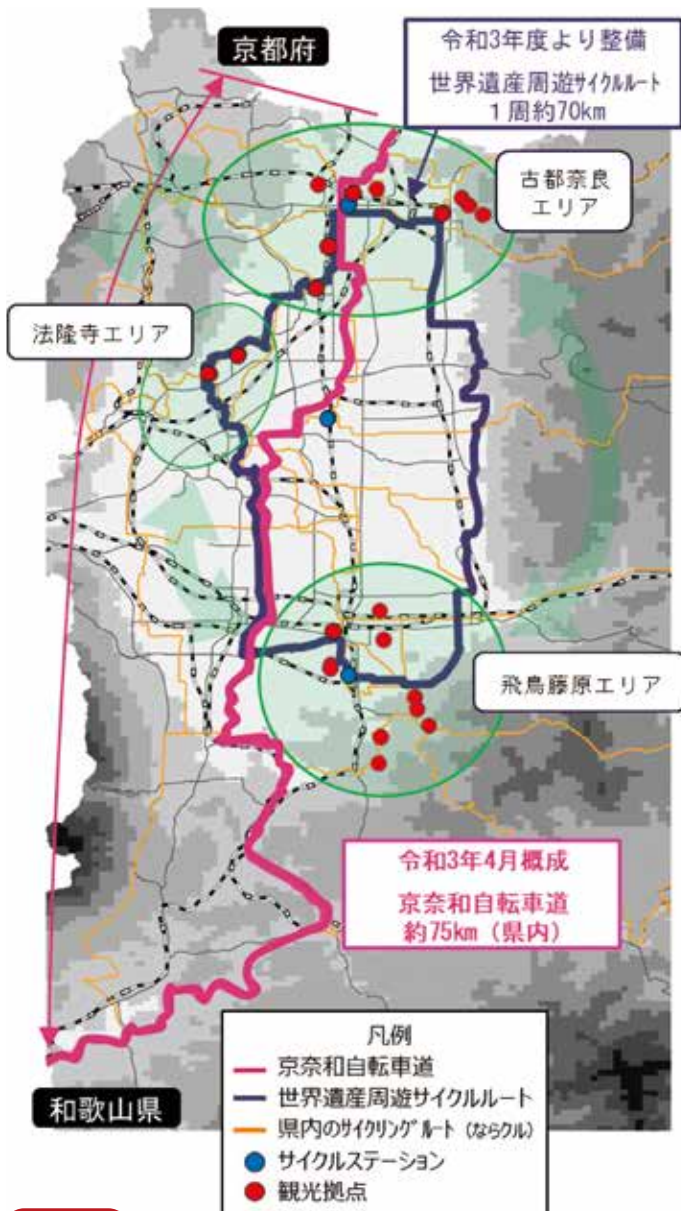 京都府
令和3年度より整備
世界遺産周遊サイクルルート
1周約70km
古都奈良
エリア
法隆寺エリア
飛鳥藤原エリア
令和3年4月概成
京奈和自転車道
約75km（県内）
和歌山県
凡例
京奈和自転車道
世界遺産周遊サイクルルート
県内のサイクリングルート（ならクル）
サイクルステーション
観光拠点